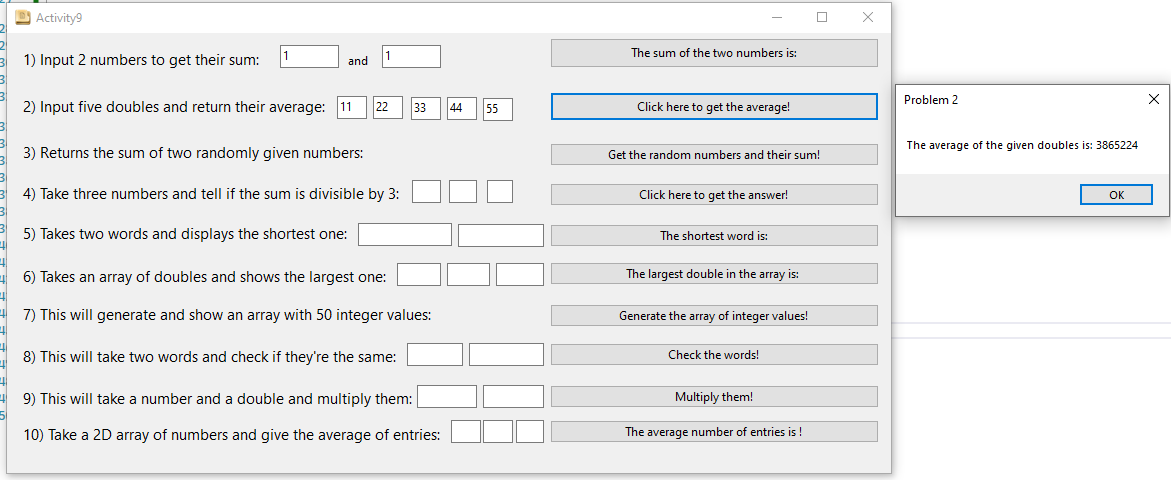 Activity9
1) Input 2 numbers to get their sum: 1 and 1 The sum of the two numbers is:
2) Input five doubles and return their average: 11 22 33 44 55 Click here to get the average!
3) Returns the sum of two randomly given numbers: Get the random numbers and their sum!
4) Take three numbers and tell if the sum is divisible by 3: Click here to get the answer!
5) Takes two words and displays the shortest one: The shortest word is:
6) Takes an array of doubles and shows the largest one: The largest double in the array is:
7) This will generate and show an array with 50 integer values: Generate the array of integer values!
8) This will take two words and check if they're the same: Check the words!
9) This will take a number and a double and multiply them: Multiply them!
10) Take a 2D array of numbers and give the average of entries: The average number of entries is !
Problem 2
The average of the given doubles is: 3865224
OK